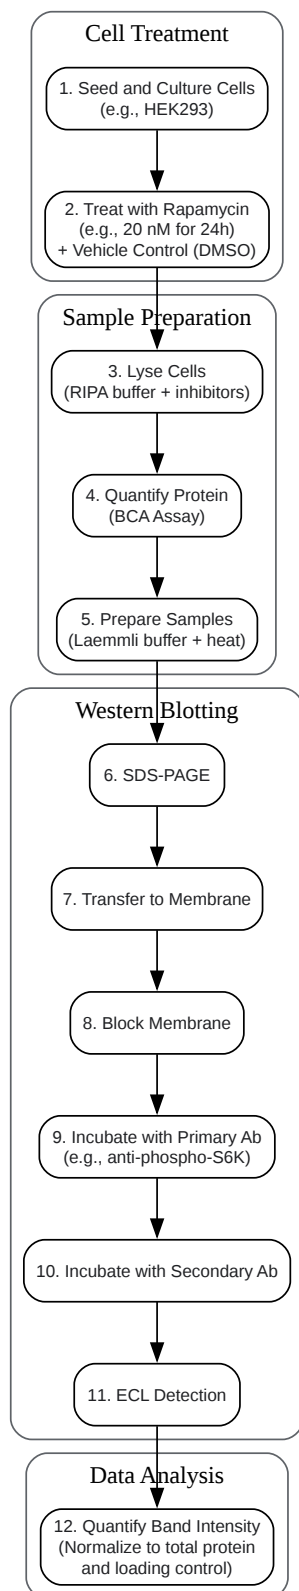 Cell Treatment
1. Seed and Culture Cells
(e.g., HEK293)
2. Treat with Rapamycin
(e.g., 20 nM for 24h)
+ Vehicle Control (DMSO)
Sample Preparation
3. Lyse Cells
(RIPA buffer + inhibitors)
4. Quantify Protein
(BCA Assay)
5. Prepare Samples
(Laemmli buffer + heat)
Western Blotting
6. SDS-PAGE
7. Transfer to Membrane
8. Block Membrane
9. Incubate with Primary Ab
(e.g., anti-phospho-S6K)
10. Incubate with Secondary Ab
11. ECL Detection
Data Analysis
12. Quantify Band Intensity
(Normalize to total protein
and loading control)